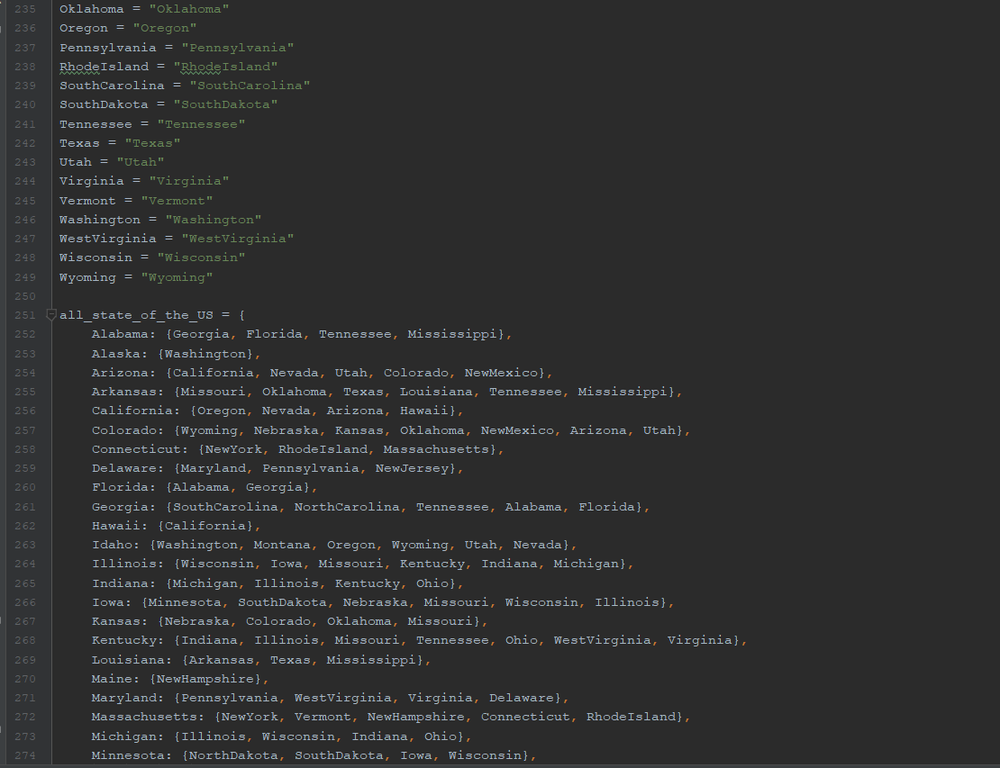 235 Oklahoma = "Oklahoma"
236 Oregon = "Oregon"
237 Pennsylvania = "Pennsylvania"
238 RhodeIsland = "RhodeIsland"
239 SouthCarolina = "SouthCarolina"
240 SouthDakota = "SouthDakota"
241 Tennessee = "Tennessee"
242 Texas = "Texas"
243 Utah = "Utah"
244 Virginia = "Virginia"
245 Vermont = "Vermont"
246 Washington = "Washington"
247 WestVirginia = "WestVirginia"
248 Wisconsin = "Wisconsin"
249 Wyoming = "Wyoming"
250
251 all_state_of_the_US = {
252 Alabama: {Georgia, Florida, Tennessee, Mississippi},
253 Alaska: {Washington},
254 Arizona: {California, Nevada, Utah, Colorado, NewMexico},
255 Arkansas: {Missouri, Oklahoma, Texas, Louisiana, Tennessee, Mississippi},
256 California: {Oregon, Nevada, Arizona, Hawaii},
257 Colorado: {Wyoming, Nebraska, Kansas, Oklahoma, NewMexico, Arizona, Utah},
258 Connecticut: {NewYork, RhodeIsland, Massachusetts},
259 Delaware: {Maryland, Pennsylvania, NewJersey},
260 Florida: {Alabama, Georgia},
261 Georgia: {SouthCarolina, NorthCarolina, Tennessee, Alabama, Florida},
262 Hawaii: {California},
263 Idaho: {Washington, Montana, Oregon, Wyoming, Utah, Nevada},
264 Illinois: {Wisconsin, Iowa, Missouri, Kentucky, Indiana, Michigan},
265 Indiana: {Michigan, Illinois, Kentucky, Ohio},
266 Iowa: {Minnesota, SouthDakota, Nebraska, Missouri, Wisconsin, Illinois},
267 Kansas: {Nebraska, Colorado, Oklahoma, Missouri},
268 Kentucky: {Indiana, Illinois, Missouri, Tennessee, Ohio, WestVirginia, Virginia},
269 Louisiana: {Arkansas, Texas, Mississippi},
270 Maine: {NewHampshire},
271 Maryland: {Pennsylvania, WestVirginia, Virginia, Delaware},
272 Massachusetts: {NewYork, Vermont, NewHampshire, Connecticut, RhodeIsland},
273 Michigan: {Illinois, Wisconsin, Indiana, Ohio},
274 Minnesota: {NorthDakota, SouthDakota, Iowa, Wisconsin},